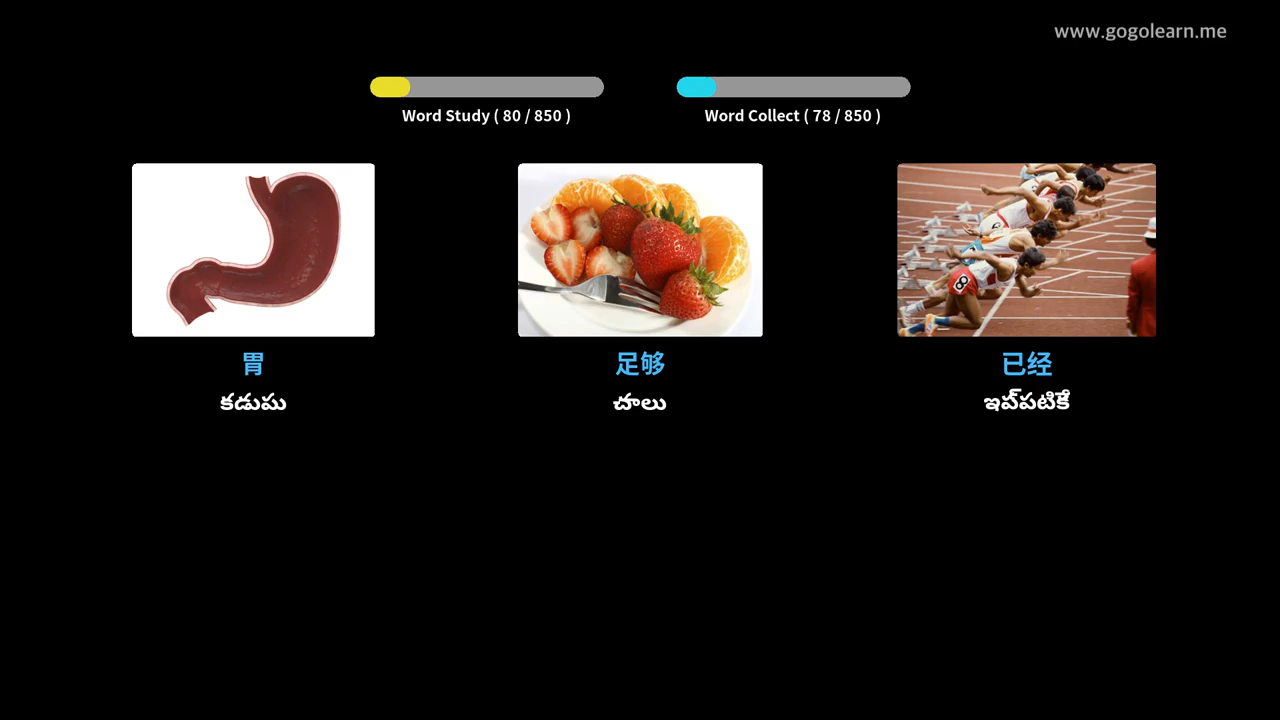 www.gogolearn.me
Word Study ( 80 / 850 )
Word Collect ( 78 / 850 )
胃
足够
已经
కడుపు
చాలు
ఇప్పటికే
8